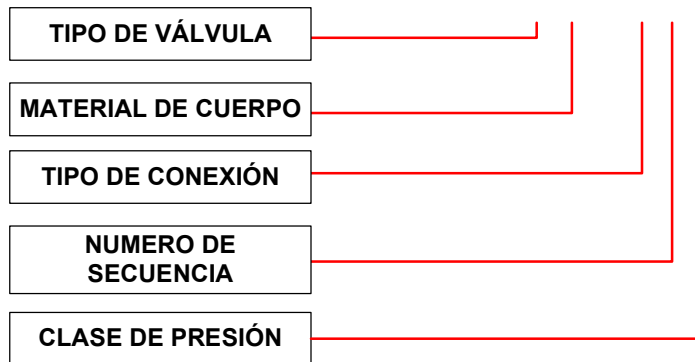 TIPO DE VÁLVULA
MATERIAL DE CUERPO
TIPO DE CONEXIÓN
NUMERO DE
SECUENCIA
CLASE DE PRESIÓN